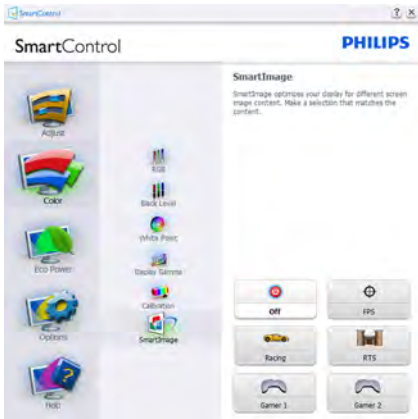 SmartControl
SmartControl
PHILIPS
SmartImage
SmartImage optimizes your display for different screen
image content. Make a selection that matches the
content.
Adjust
Color
Eco Power
Options
Help
RGB
Black Level
White Point
Display Gamma
Calibration
SmartImage
Off
FPS
Racing
RTS
Gamer 1
Gamer 2